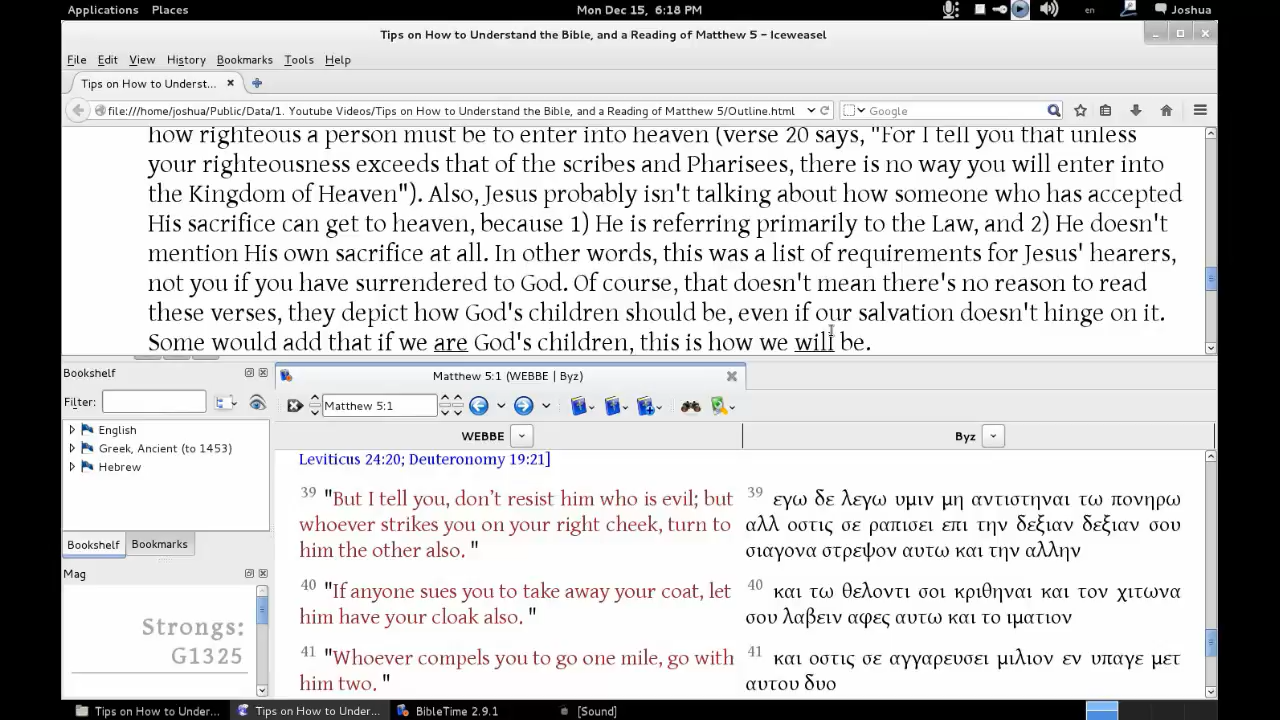 Applications Places Mon Dec 15, 6:18 PM en Joshua
Tips on How to Understand the Bible, and a Reading of Matthew 5 – Iceweasel
File Edit View History Bookmarks Tools Help
Tips on How to Underst...
file:///home/joshua/Public/Data/1. Youtube Videos/Tips on How to Understand the Bible, and a Reading of Matthew 5/Outline.html
Google
how righteous a person must be to enter into heaven (verse 20 says, "For I tell you that unless
your righteousness exceeds that of the scribes and Pharisees, there is no way you will enter into
the Kingdom of Heaven"). Also, Jesus probably isn't talking about how someone who has accepted
His sacrifice can get to heaven, because 1) He is referring primarily to the Law, and 2) He doesn't
mention His own sacrifice at all. In other words, this was a list of requirements for Jesus' hearers,
not you if you have surrendered to God. Of course, that doesn't mean there's no reason to read
these verses, they depict how God's children should be, even if our salvation doesn't hinge on it.
Some would add that if we are God's children, this is how we will be.
Bookshelf
Filter:
English
Greek, Ancient (to 1453)
Hebrew
Bookshelf Bookmarks
Mag
Strongs:
G1325
Matthew 5:1 (WEBBE | Byz)
Matthew 5:1
WEBBE
Byz
Leviticus 24:20; Deuteronomy 19:21]
39 "But I tell you, don't resist him who is evil; but
whoever strikes you on your right cheek, turn to
him the other also. "
40 "If anyone sues you to take away your coat, let
him have your cloak also. "
41 "Whoever compels you to go one mile, go with
him two. "
39 εγω δε λεγω υμιν μη αντιστηναι τω πονηρω
αλλ οστις σε ραπισει επι την δεξιαν δεξιαν σου
σιαγονα στρεψον αυτω και την αλλην
40 και τω θελοντι σοι κριθηναι και τον χιτωνα
σου λαβειν αφες αυτω και το ιματιον
41 και οστις σε αγγαρευσει μιλιον εν υπαγε μετ
αυτου δυο
Tips on How to Under... Tips on How to Under... BibleTime 2.9.1 [Sound]